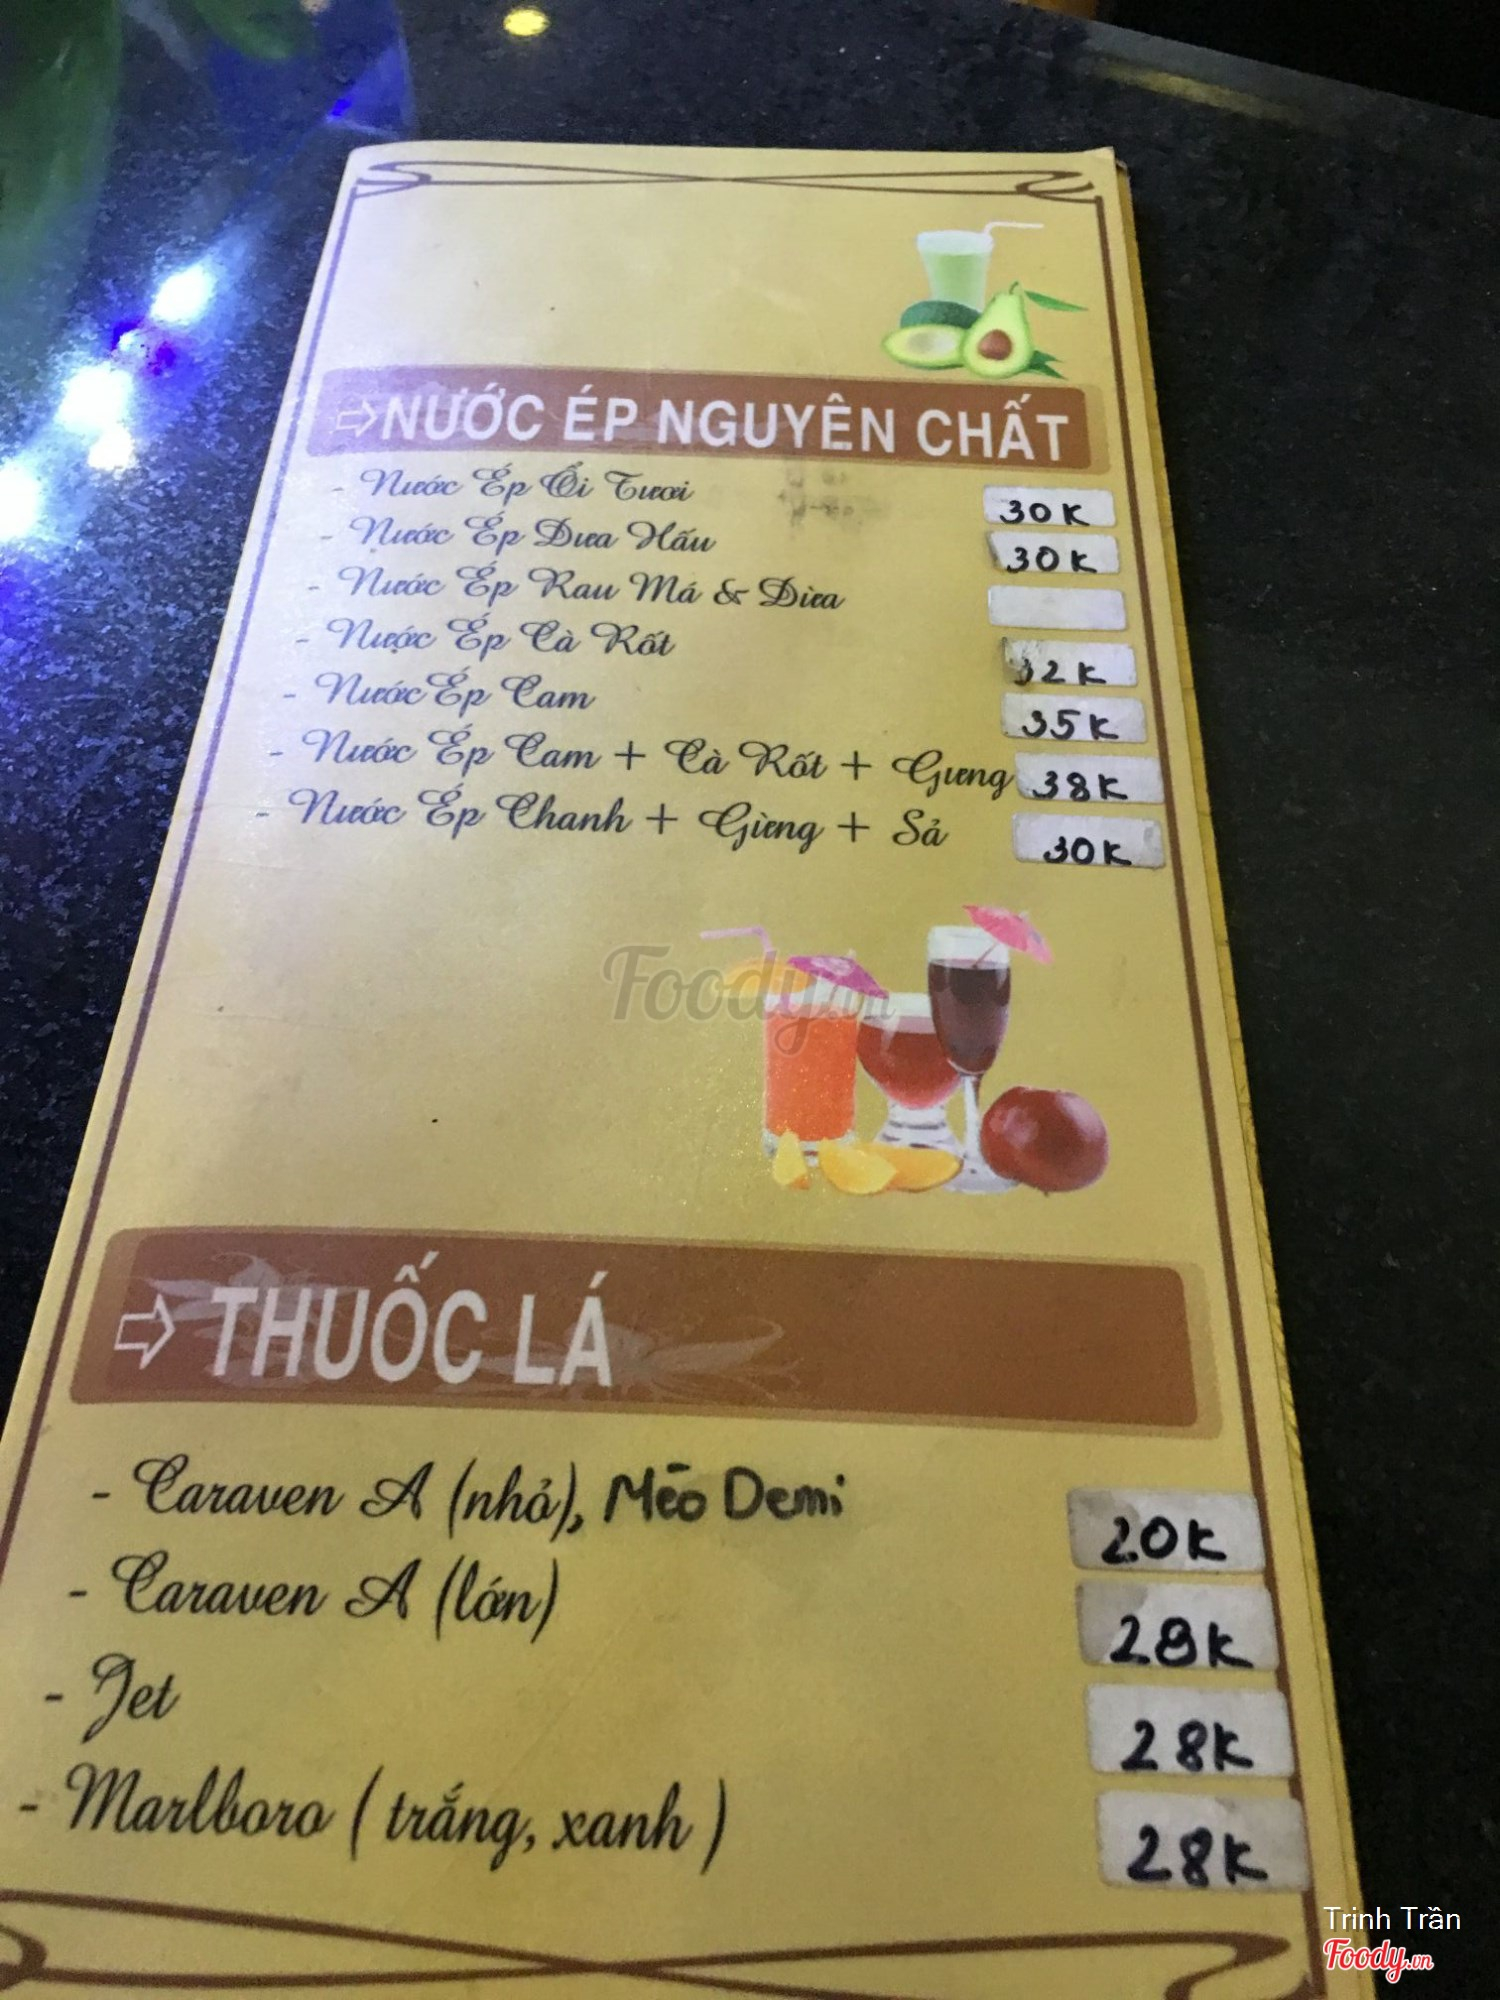 NƯỚC ÉP NGUYÊN CHẤT
- Nước Ép Ổi Tươi 30K
- Nước Ép Dưa Hấu 30K
- Nước Ép Rau Má & Dừa
- Nước Ép Cà Rốt 32K
- Nước Ép Cam 35K
- Nước Ép Cam + Cà Rốt + Gưng 38K
- Nước Ép Chanh + Gừng + Sả 30K
Foody.vn
THUỐC LÁ
- Caraven A (nhỏ), Mèo Demi 20K
- Caraven A (lớn) 28K
- Jet 28K
- Marlboro ( trắng, xanh ) 28K
Trinh Trần
Foody.vn